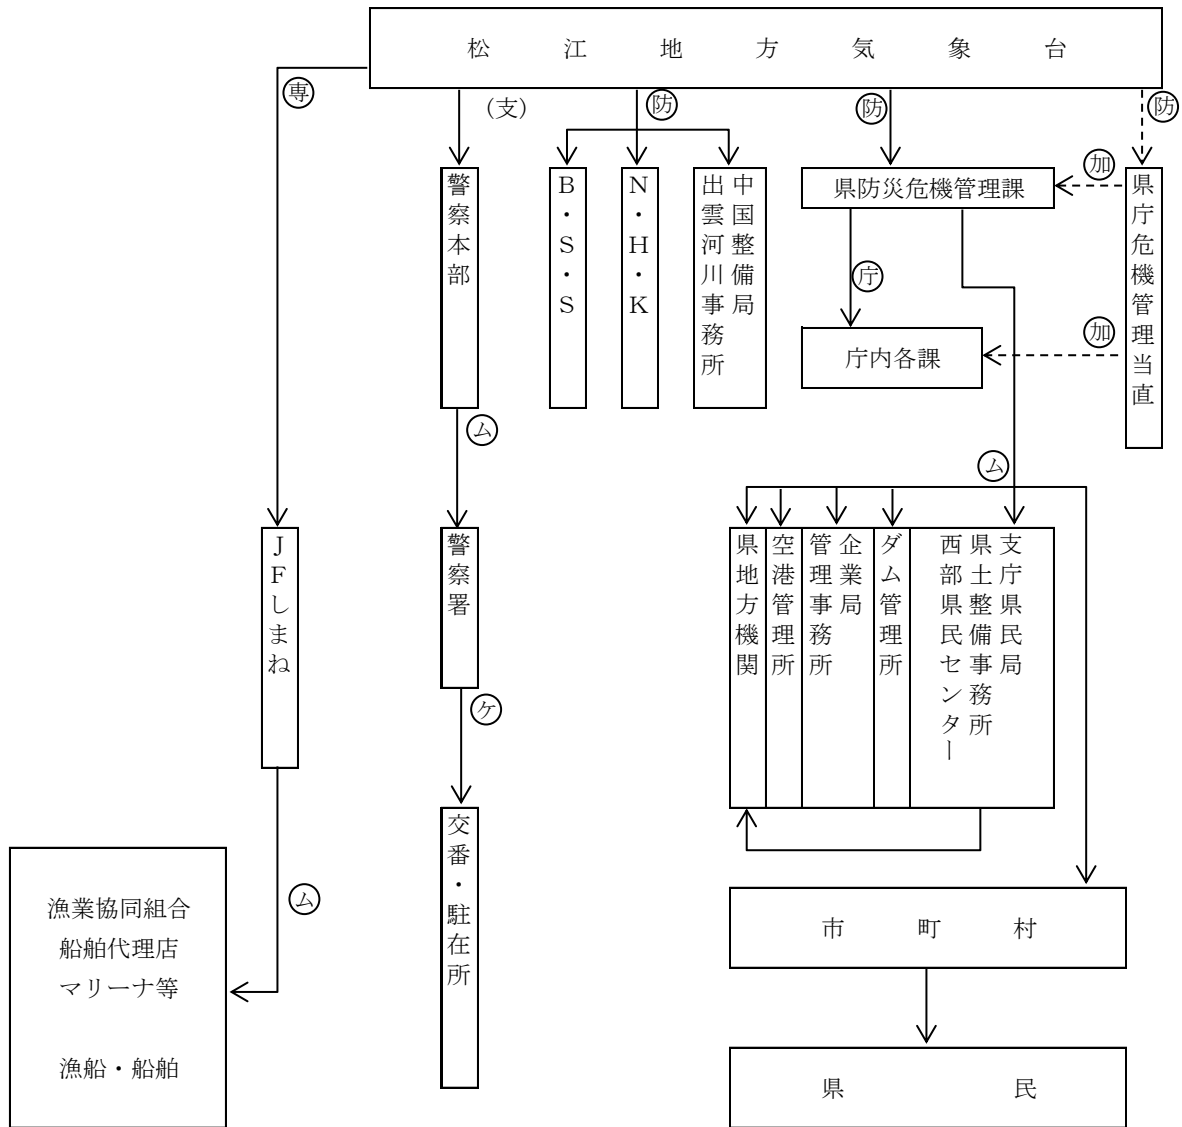 松江地方気象台
専
(支)
防
防
防
警察本部
B・S・S
N・H・K
中国整備局
出雲河川事務所
県防災危機管理課
加
県庁危機管理当直
庁
庁内各課
加
ム
ム
JFしまね
警察署
県地方機関
空港管理所
企業局
管理事務所
ダム管理所
支庁県民局
県土整備事務所
西部県民センター
ケ
交番・駐在所
ム
漁業協同組合
船舶代理店
マリーナ等
漁船・船舶
市町村
県民